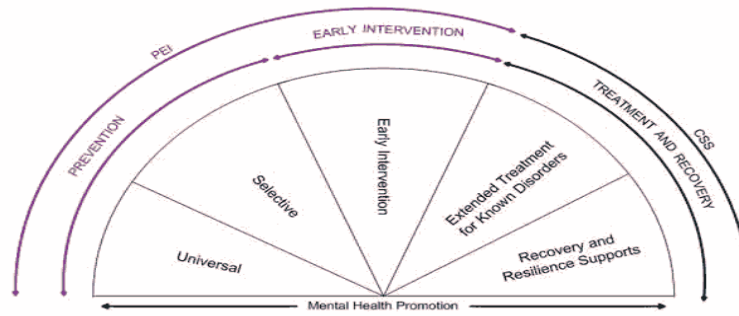 PEI
EARLY INTERVENTION
CSS
PREVENTION
TREATMENT AND RECOVERY
Universal
Selective
Early Intervention
Extended Treatment
for Known Disorders
Recovery and
Resilience Supports
Mental Health Promotion